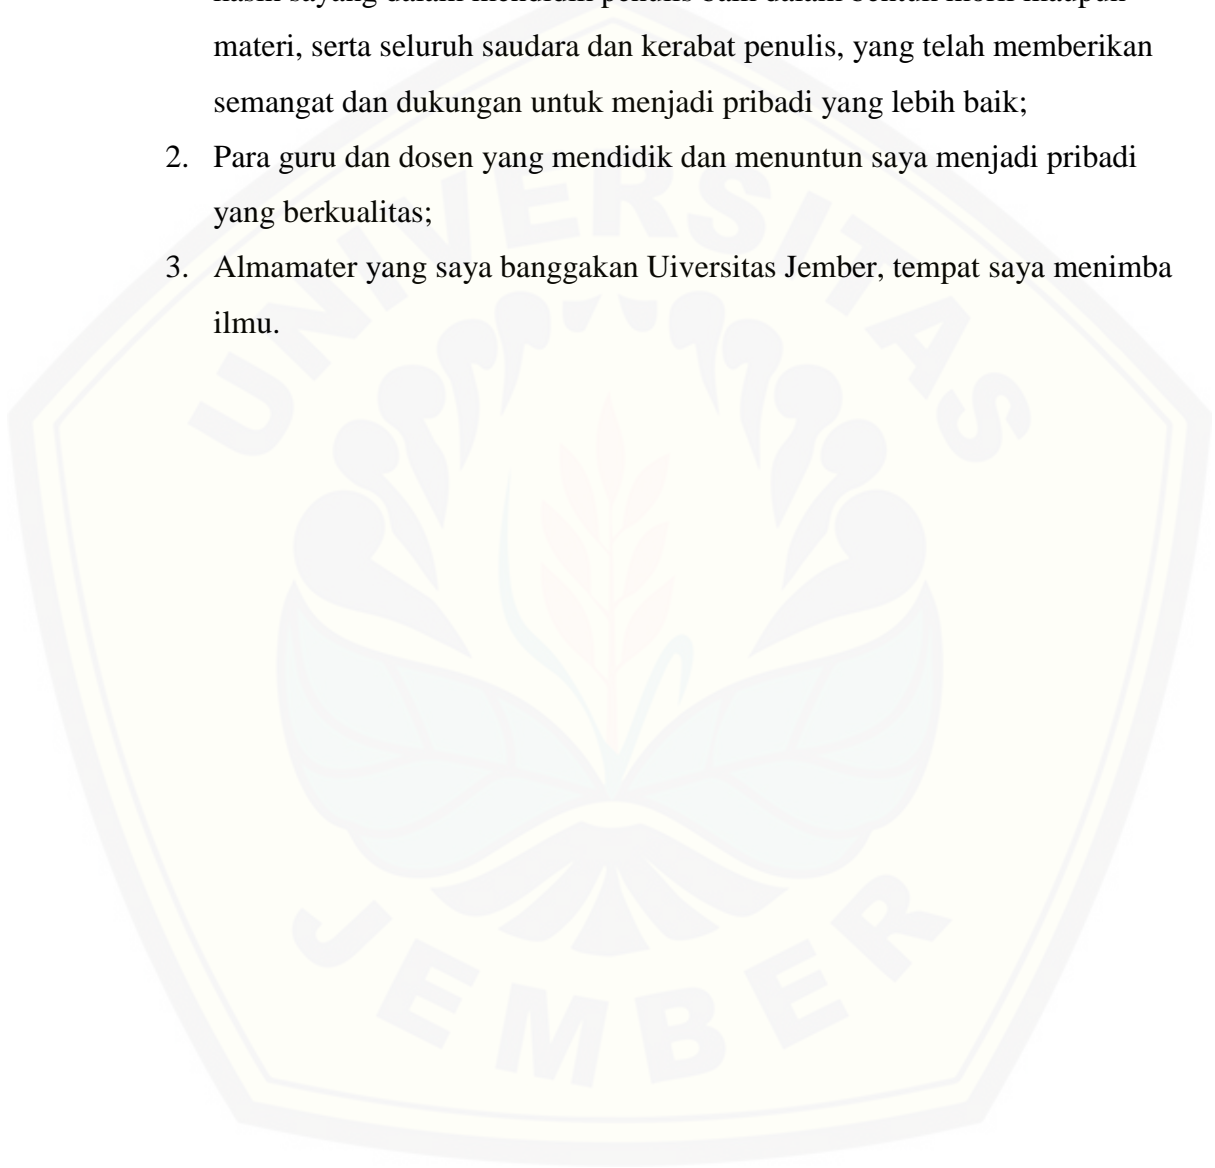 materi, serta seluruh saudara dan kerabat penulis, yang telah memberikan
semangat dan dukungan untuk menjadi pribadi yang lebih baik;
2. Para guru dan dosen yang mendidik dan menuntun saya menjadi pribadi
yang berkualitas;
3. Almamater yang saya banggakan Uiversitas Jember, tempat saya menimba
ilmu.
UNIVERSITAS
JEMBER